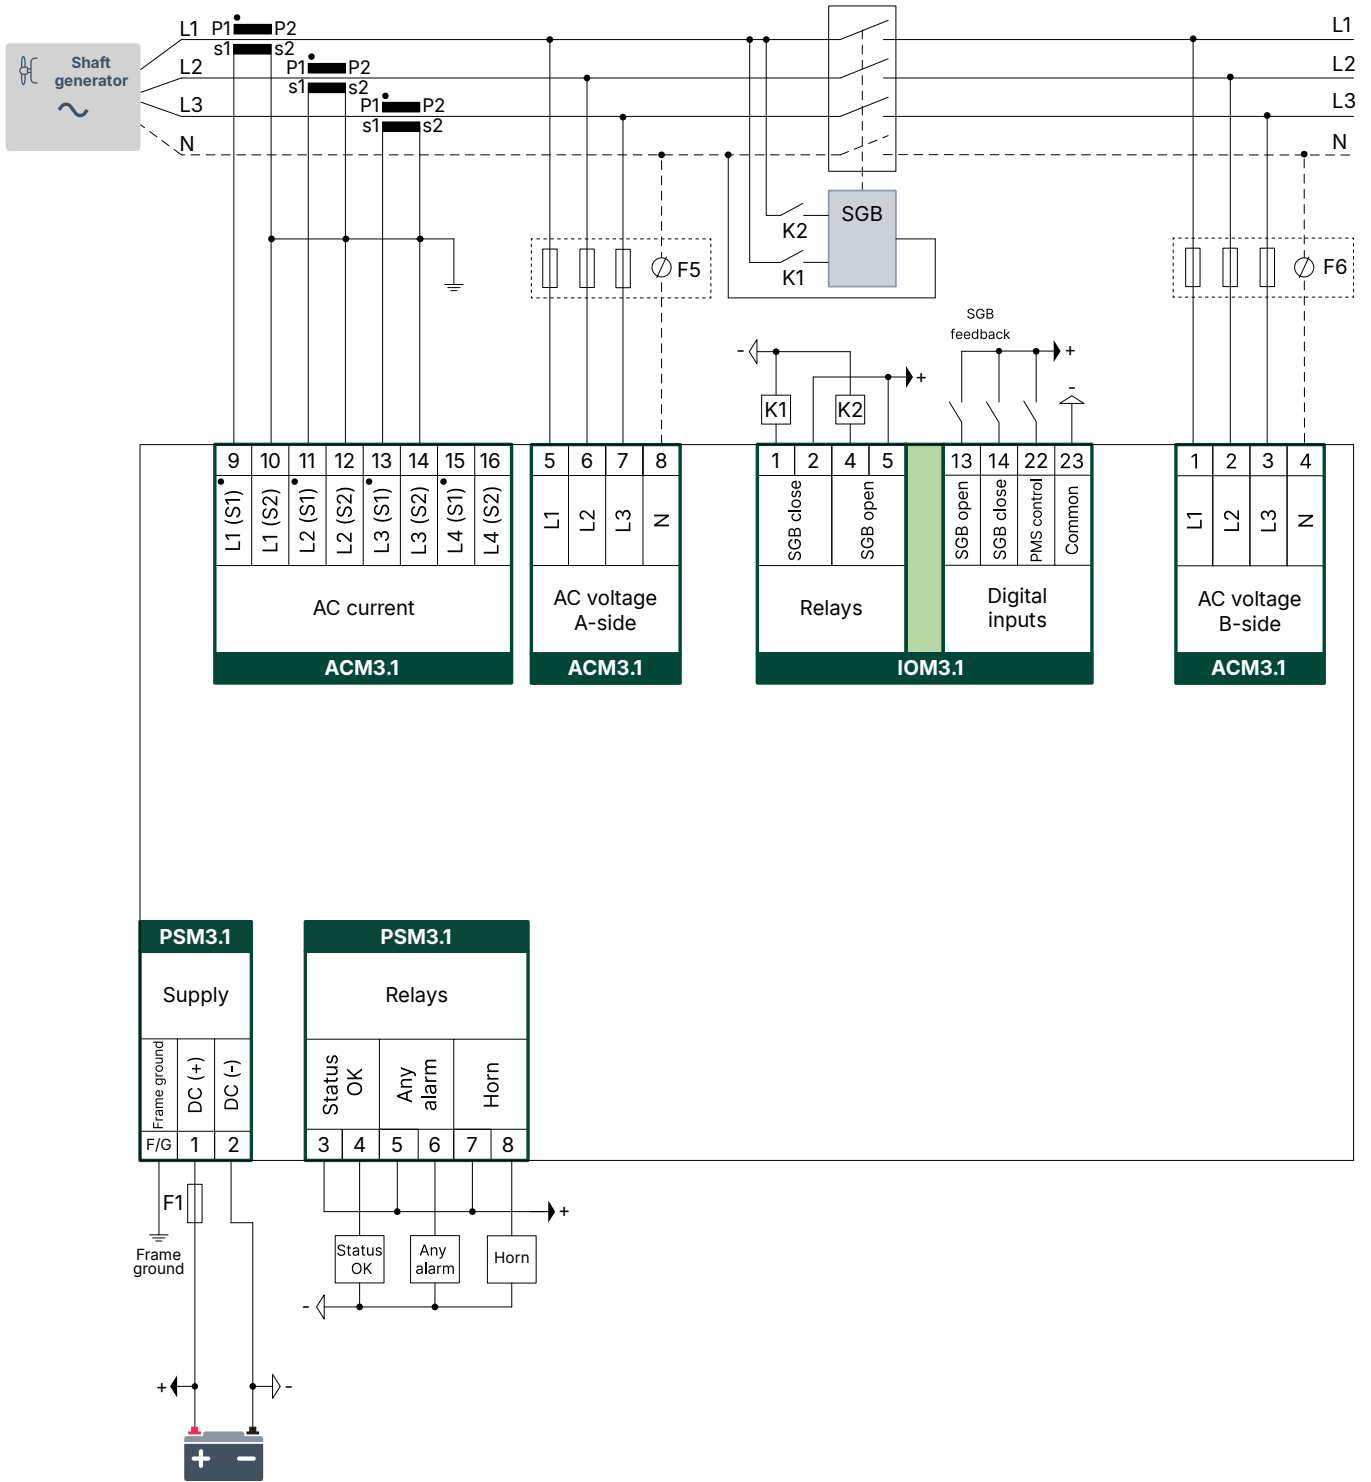 L1 P1 P2 L1
s1 s2
Shaft
generator
L2 P1 P2 L2
s1 s2
L3 P1 P2 L3
s1 s2
N N
SGB
K2
K1
F5
F6
SGB
feedback
- +
+
-
K1 K2
9 10 11 12 13 14 15 16
L1 (S1) L1 (S2) L2 (S1) L2 (S2) L3 (S1) L3 (S2) L4 (S1) L4 (S2)
AC current
ACM3.1
5 6 7 8
L1 L2 L3 N
AC voltage
A-side
ACM3.1
1 2 4 5
SGB close SGB open
Relays
13 14 22 23
SGB open SGB close PMS control Common
Digital
inputs
IOM3.1
1 2 3 4
L1 L2 L3 N
AC voltage
B-side
ACM3.1
PSM3.1
Supply
Frame ground DC (+) DC (-)
F/G 1 2
PSM3.1
Relays
Status
OK
Any
alarm
Horn
3 4 5 6 7 8
F1
Frame
ground
+
Status
OK
Any
alarm
Horn
-
+ -
+ -